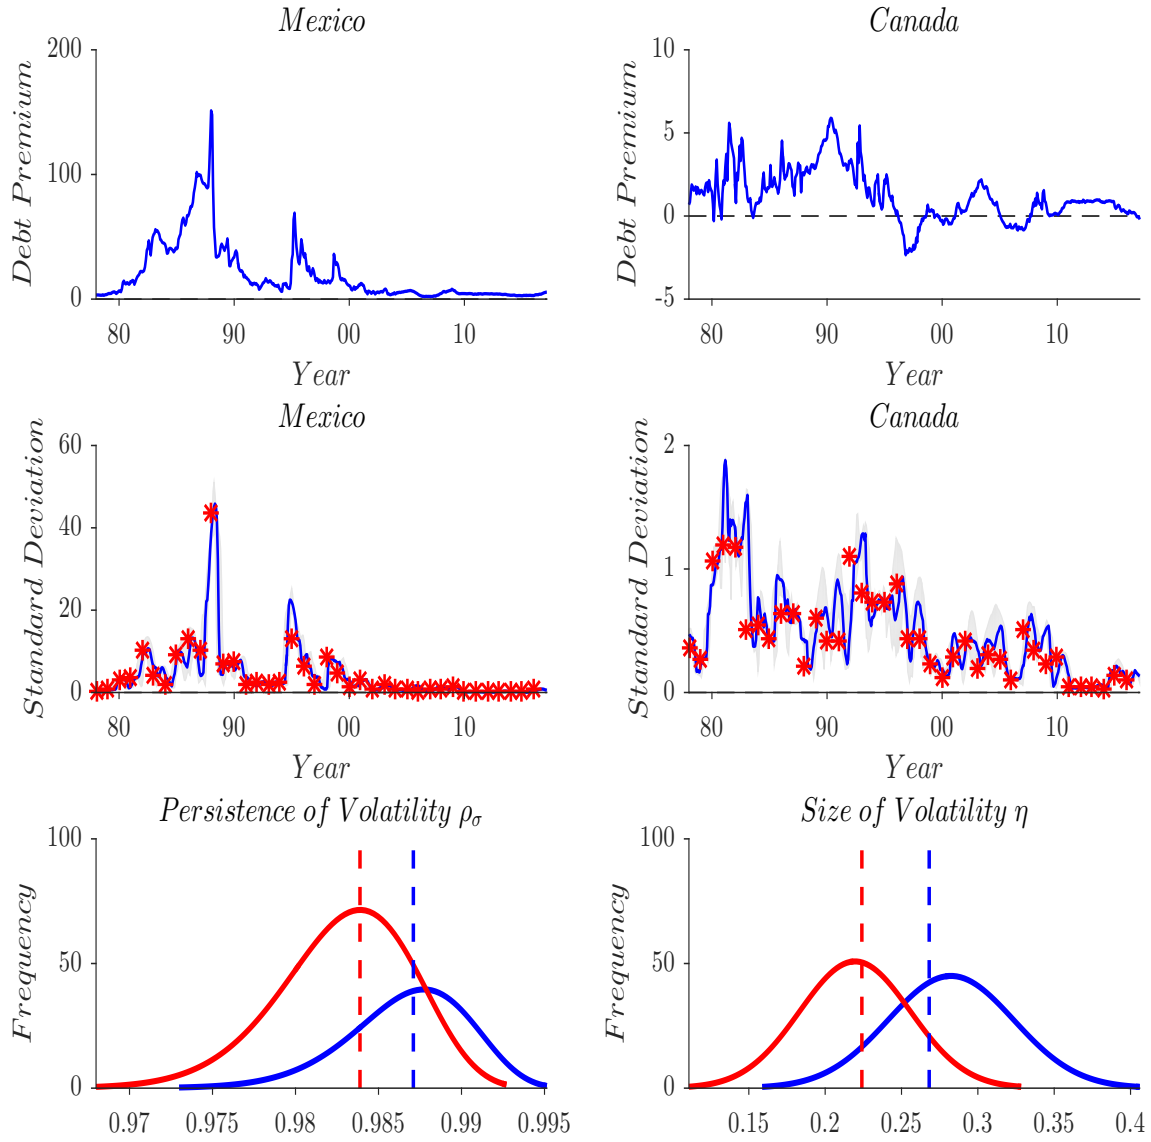 Mexico
Canada
Debt Premium
200
100
0
80 90 00 10
Year
Debt Premium
10
5
0
-5
80 90 00 10
Year
Mexico
Canada
Standard Deviation
60
40
20
0
80 90 00 10
Year
Standard Deviation
2
1
0
80 90 00 10
Year
Persistence of Volatility ρσ
Size of Volatility η
Frequency
100
50
0
0.97 0.975 0.98 0.985 0.99 0.995
Frequency
100
50
0
0.15 0.2 0.25 0.3 0.35 0.4